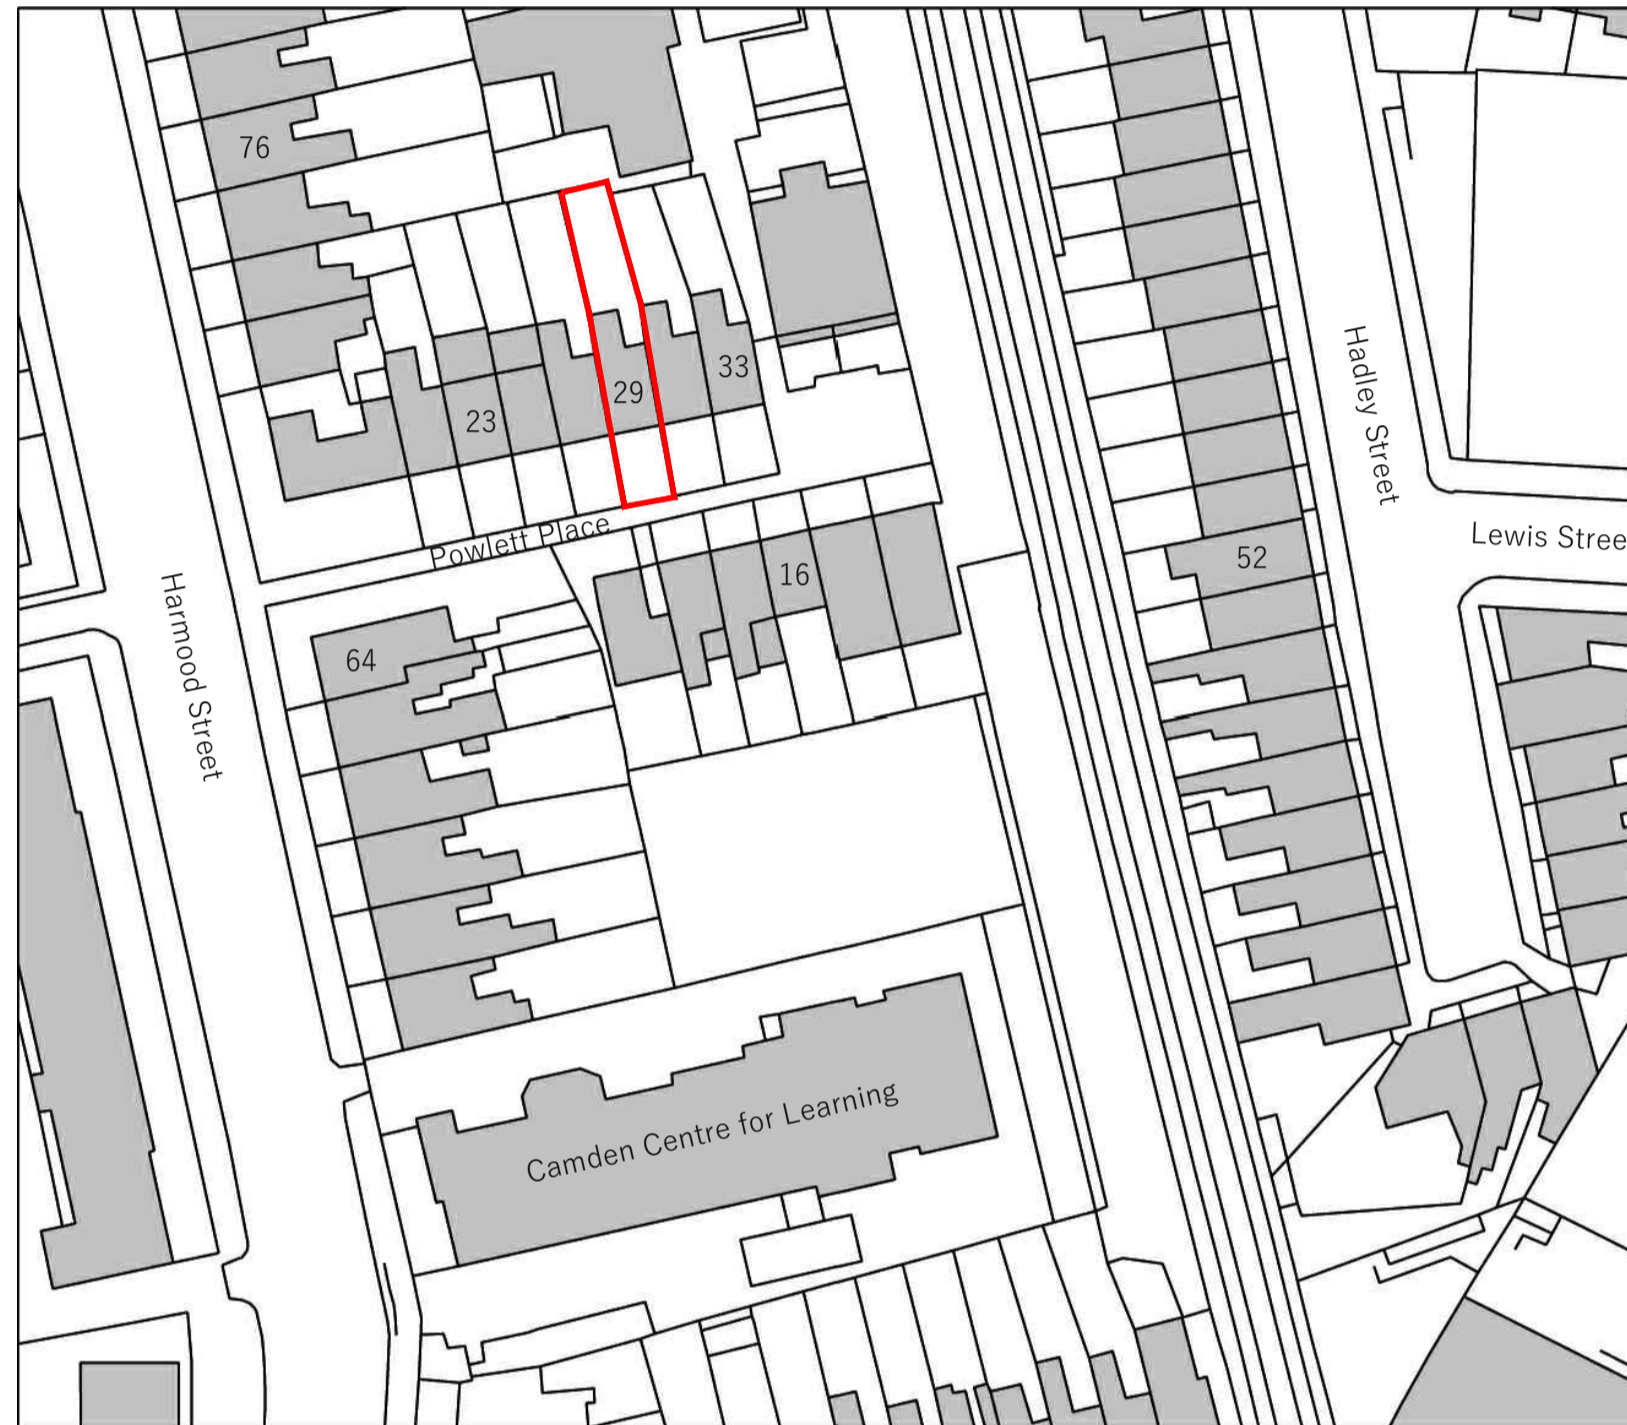 76
Hadley Street
33
29
23
Powlett Place
Lewis Stree
52
16
Harmood Street
64
Camden Centre for Learning